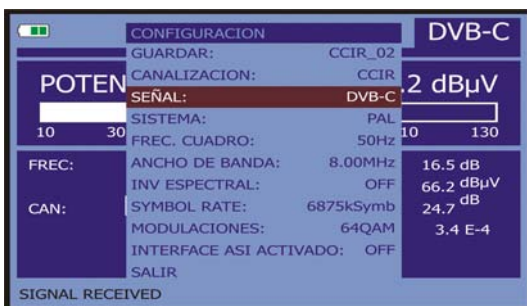 CONFIGURACION
DVB-C
GUARDAR: CCIR_02
CANALIZACION: CCIR
POTEN
.2 dBµV
SEÑAL: DVB-C
SISTEMA: PAL
10 30
10 130
FREC. CUADRO: 50Hz
FREC:
ANCHO DE BANDA: 8.00MHz
16.5 dB
INV ESPECTRAL: OFF
66.2 dBµV
CAN:
SYMBOL RATE: 6875kSymb
24.7 dB
MODULACIONES: 64QAM
3.4 E-4
INTERFACE ASI ACTIVADO: OFF
SALIR
SIGNAL RECEIVED